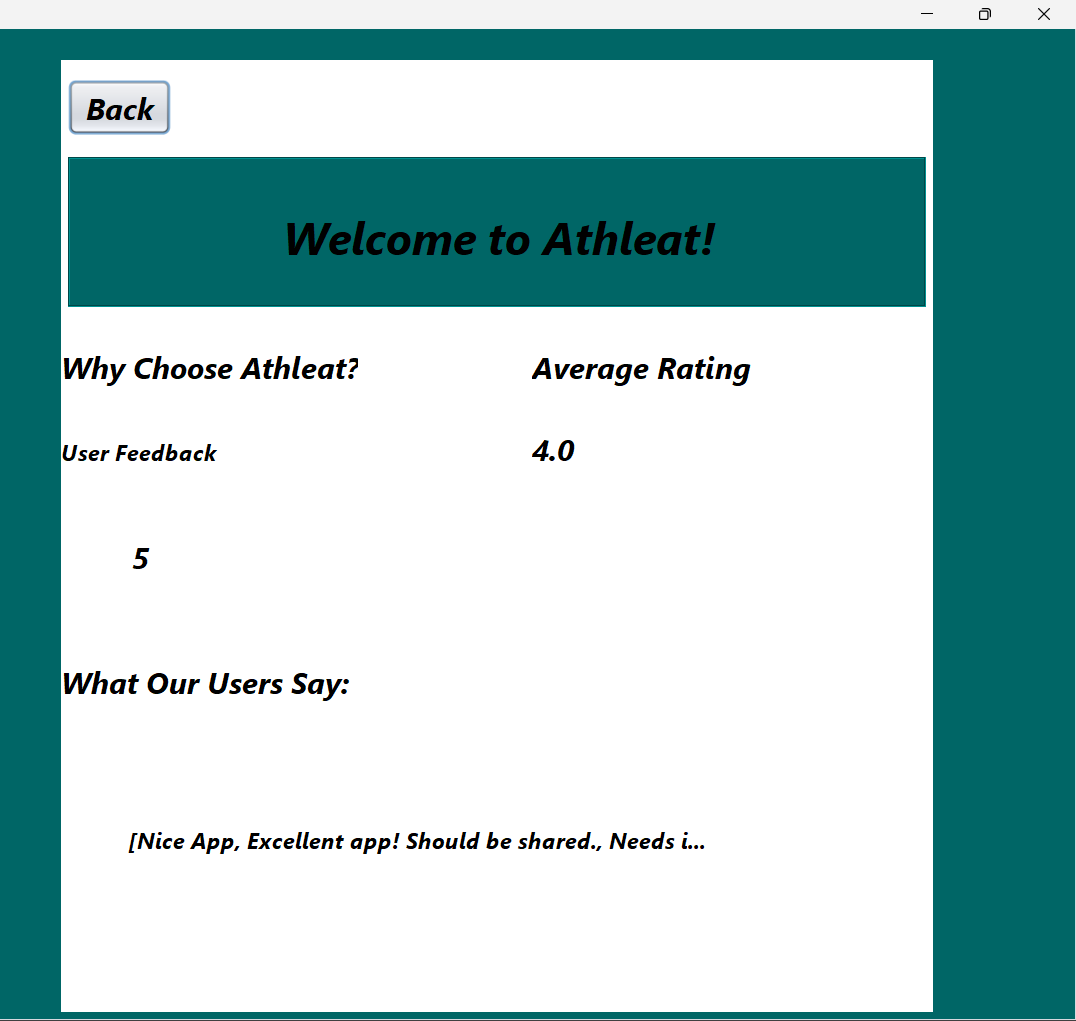 Back
Welcome to Athleat!
Why Choose Athleat?
Average Rating
User Feedback
4.0
5
What Our Users Say:
[Nice App, Excellent app! Should be shared., Needs i...